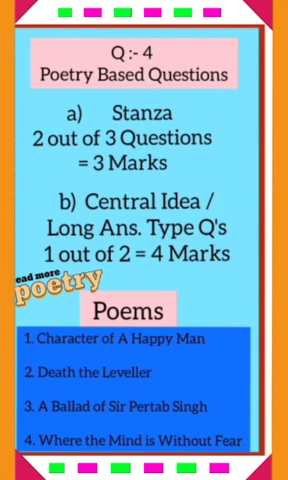 Q :- 4
Poetry Based Questions
a) Stanza
2 out of 3 Questions
= 3 Marks
b) Central Idea /
Long Ans. Type Q's
1 out of 2 = 4 Marks
ead more
poetry
Poems
1. Character of A Happy Man
2. Death the Leveller
3. A Ballad of Sir Pertab Singh
4. Where the Mind is Without Fear